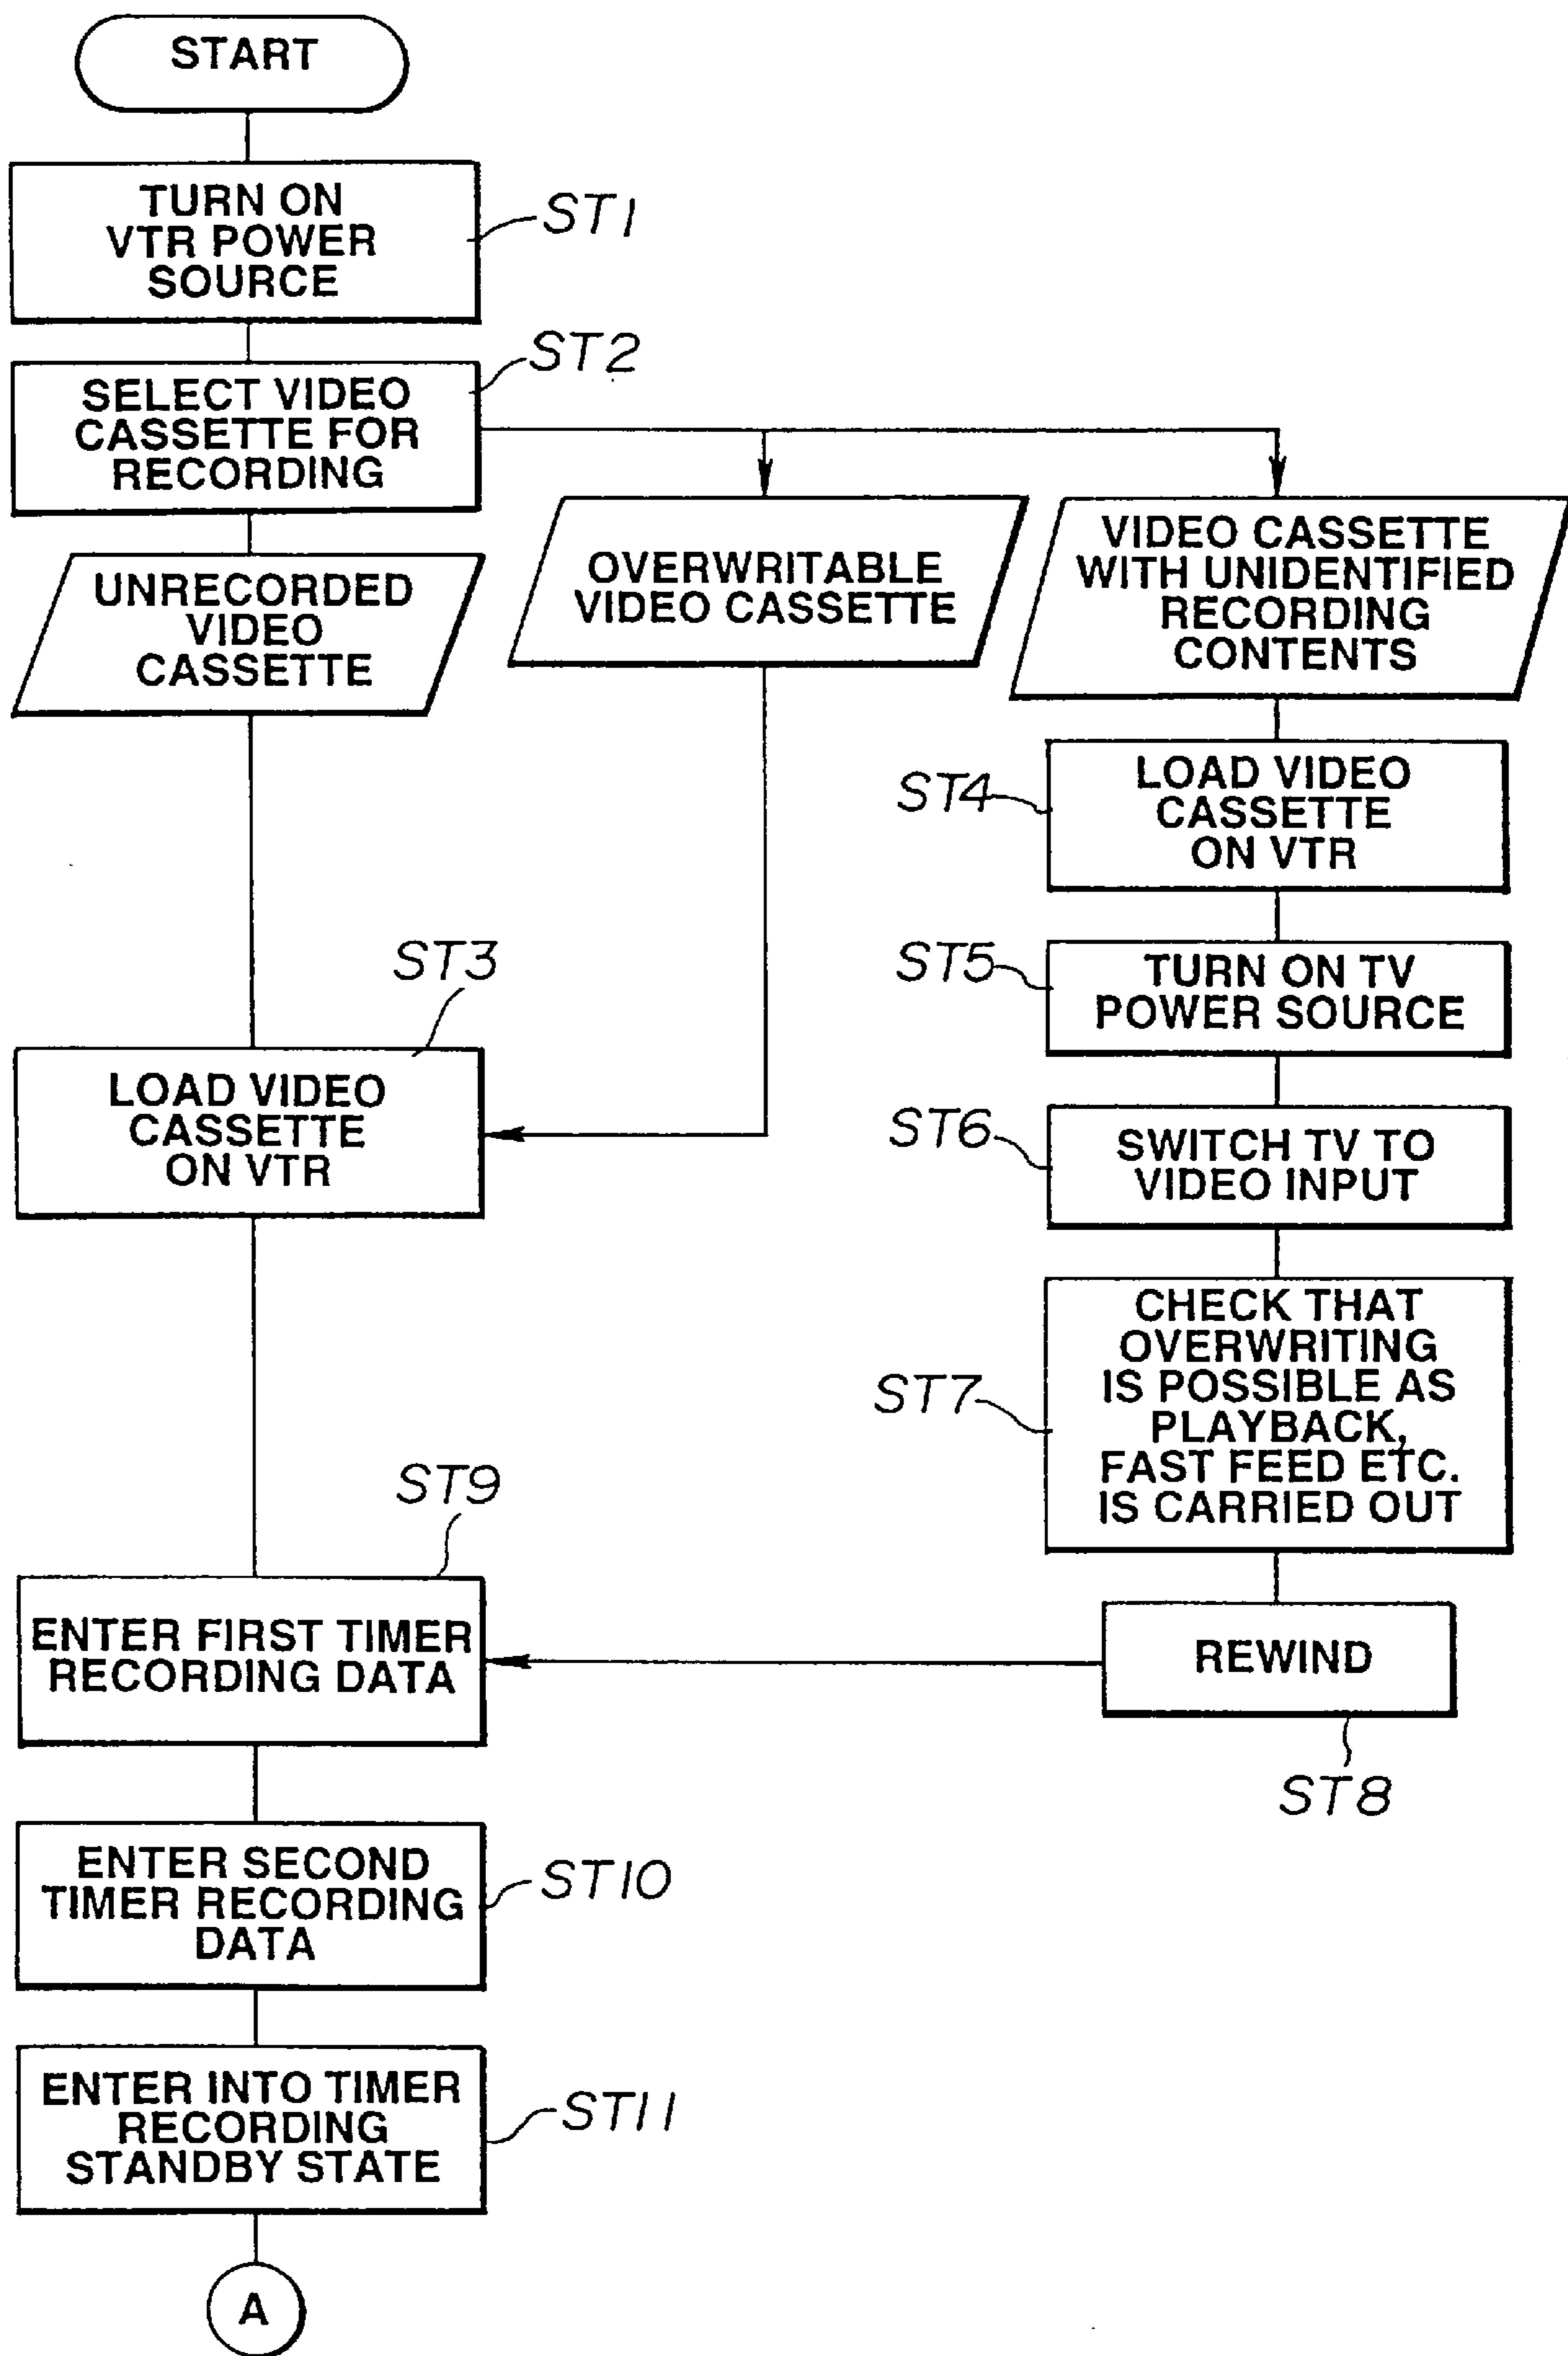 START
TURN ON
VTR POWER
SOURCE
ST1
SELECT VIDEO
CASSETTE FOR
RECORDING
ST2
UNRECORDED
VIDEO
CASSETTE
OVERWRITABLE
VIDEO CASSETTE
VIDEO CASSETTE
WITH UNIDENTIFIED
RECORDING
CONTENTS
LOAD VIDEO
CASSETTE
ON VTR
ST4
TURN ON TV
POWER SOURCE
ST5
ST3
LOAD VIDEO
CASSETTE
ON VTR
SWITCH TV TO
VIDEO INPUT
ST6
CHECK THAT
OVERWRITING
IS POSSIBLE AS
PLAYBACK,
FAST FEED ETC.
IS CARRIED OUT
ST7
ST9
ENTER FIRST TIMER
RECORDING DATA
REWIND
ST8
ENTER SECOND
TIMER RECORDING
DATA
ST10
ENTER INTO TIMER
RECORDING
STANDBY STATE
ST11
A